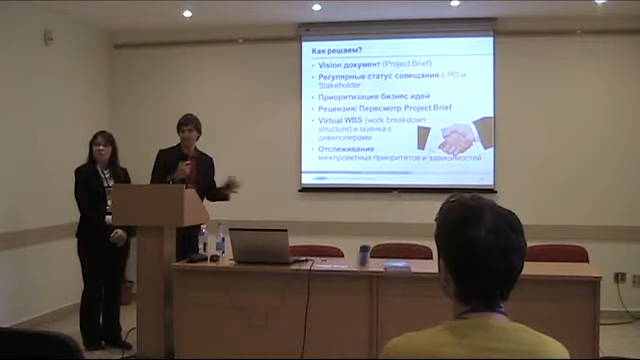 Как решаем?
• Vision документ (Project Brief)
• Регулярные статус совещания с PO и
Stakeholder
• Приоритизация бизнес идей
• Рецензия/ Пересмотр Project Brief
• Virtual WBS (work breakdown
structure) и оценка с
девелоперами
• Отслеживание
межпроектных приоритетов и зависимостей